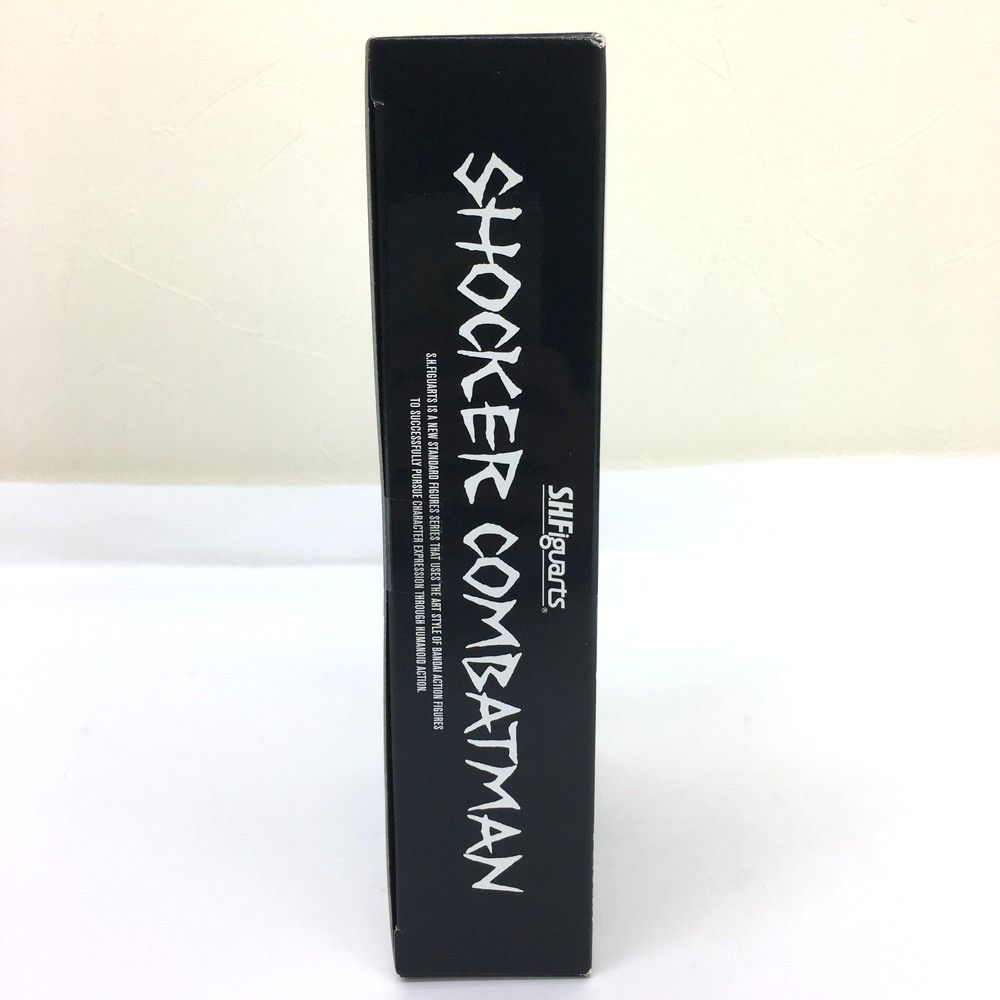 S.H.Figuarts®
SHOCKER COMBATMAN
S.H.FIGUARTS IS A NEW STANDARD FIGURES SERIES THAT USES THE ART STYLE OF BANDAI ACTION FIGURES
TO SUCCESSFULLY PURSUE CHARACTER EXPRESSION THROUGH HUMANOID ACTION.